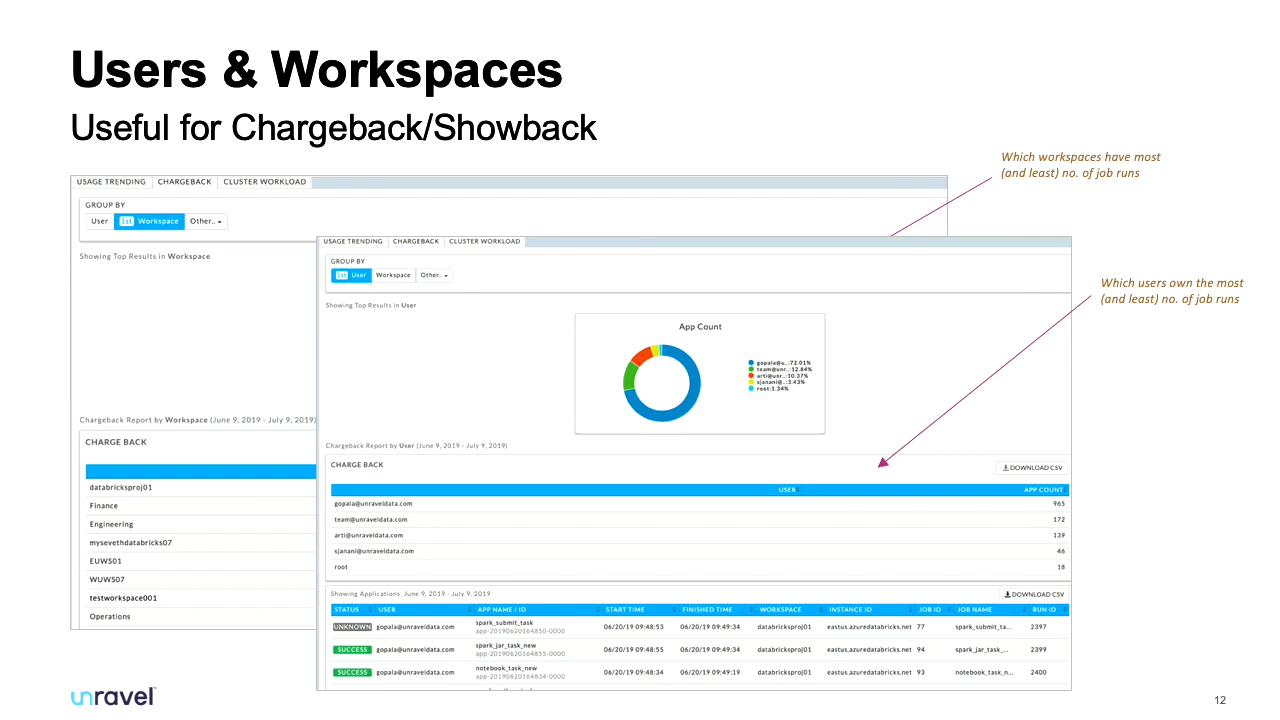 Users & Workspaces
Useful for Chargeback/Showback
Which workspaces have most
(and least) no. of job runs
USAGE TRENDING CHARGEBACK CLUSTER WORKLOAD
GROUP BY
User 1st Workspace Other..
Showing Top Results in Workspace
Chargeback Report by Workspace (June 9, 2019 - July 9, 2019)
CHARGE BACK
databricksproj01
Finance
Engineering
mysevethdatabricks07
EUWS01
WUWS07
testworkspace001
Operations
USAGE TRENDING CHARGEBACK CLUSTER WORKLOAD
GROUP BY
1st User Workspace Other..
Showing Top Results in User
Which users own the most
(and least) no. of job runs
App Count
gopala@u...:72.01%
team@unr...:12.84%
arti@unr...:10.37%
sjanani@...:3.43%
root:1.34%
Chargeback Report by User (June 9, 2019 - July 9, 2019)
CHARGE BACK
DOWNLOAD CSV
USER APP COUNT
gopala@unraveldata.com 965
team@unraveldata.com 172
arti@unraveldata.com 139
sjanani@unraveldata.com 46
root 18
Showing Applications: June 9, 2019 - July 9, 2019
DOWNLOAD CSV
STATUS USER APP NAME / ID START TIME FINISHED TIME WORKSPACE INSTANCE ID JOB ID JOB NAME RUN ID
UNKNOWN gopala@unraveldata.com spark_submit_task 06/20/19 09:48:53 06/20/19 09:49:34 databricksproj01 eastus.azuredatabricks.net 77 spark_submit_ta... 2397
app-20190620164850-0000
SUCCESS gopala@unraveldata.com spark_jar_task_new 06/20/19 09:48:55 06/20/19 09:49:34 databricksproj01 eastus.azuredatabricks.net 94 spark_jar_task_... 2399
app-20190620164855-0000
SUCCESS gopala@unraveldata.com notebook_task_new 06/20/19 09:48:34 06/20/19 09:49:19 databricksproj01 eastus.azuredatabricks.net 93 notebook_task_n... 2400
app-20190620164834-0000
unravel
12